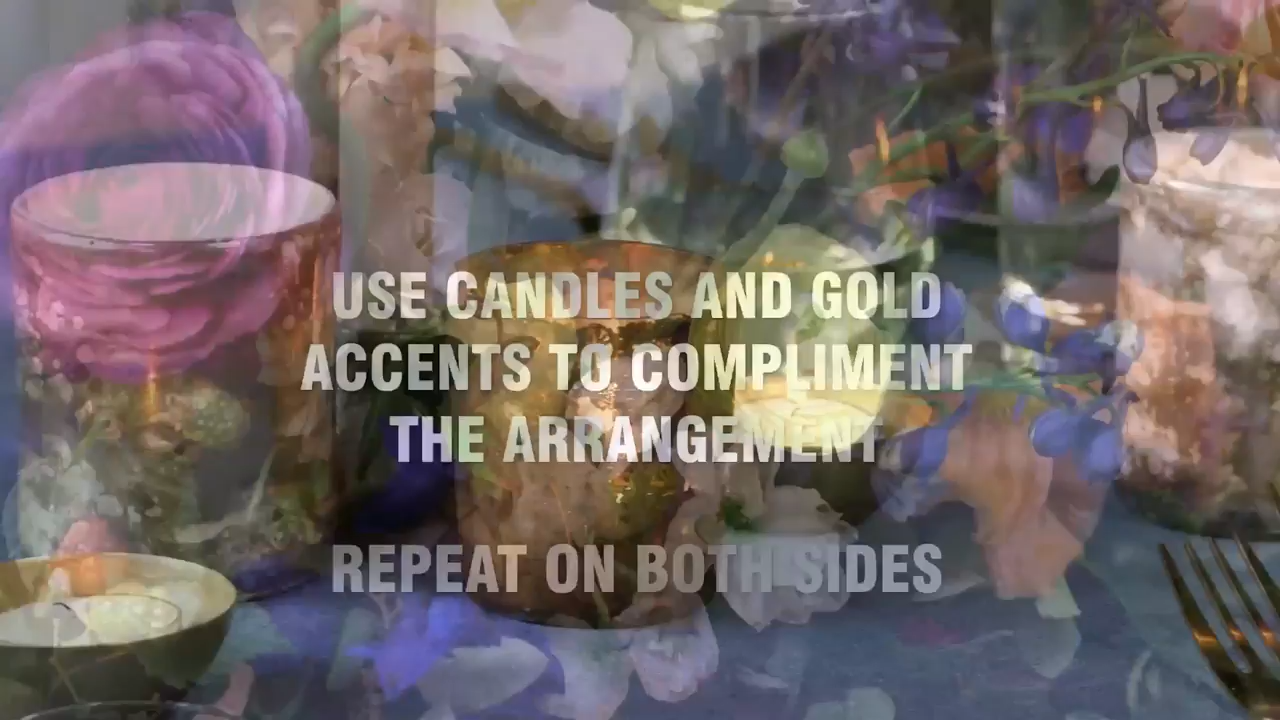 USE CANDLES AND GOLD
ACCENTS TO COMPLIMENT
THE ARRANGEMENT
REPEAT ON BOTH SIDES